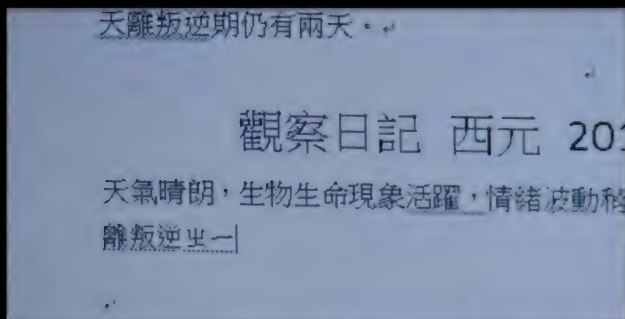 天離叛逆期仍有兩天。
觀察日記 西元 201
天氣晴朗，生物生命現象活躍，情緒波動
離叛逆ㄓ一